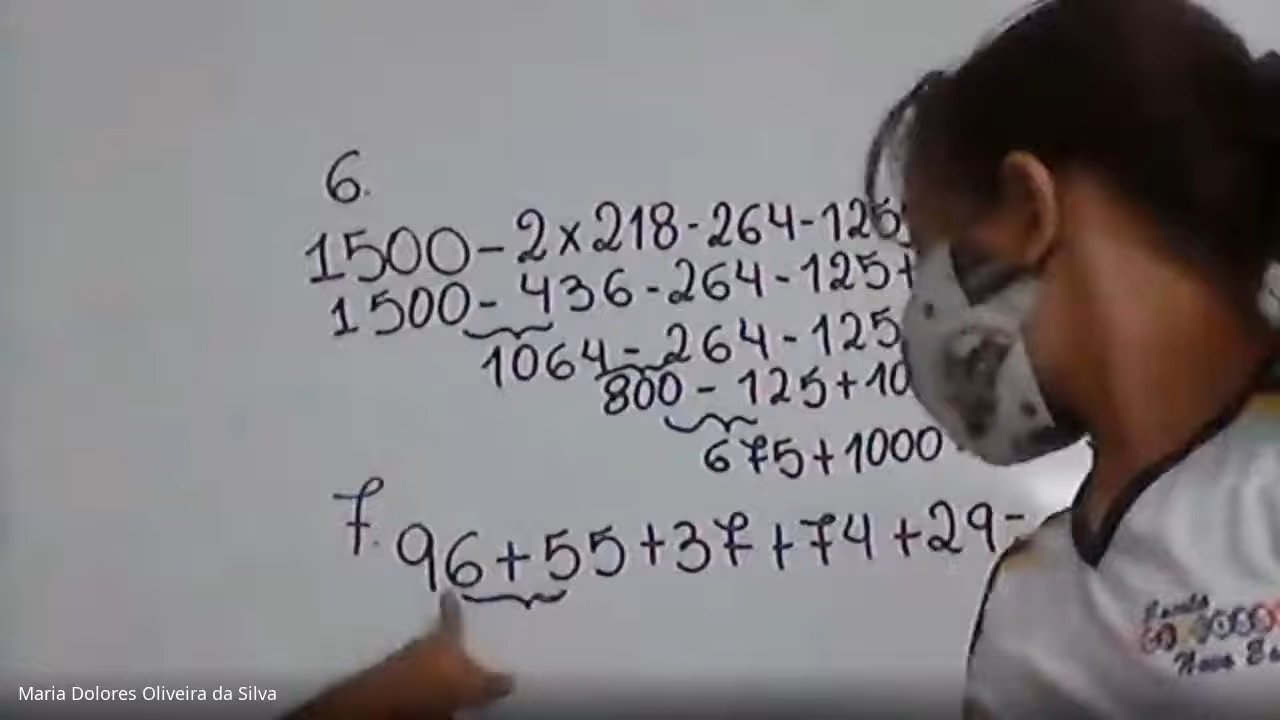 6.
1500-2x218-264-125
1500-436-264-125+
1064-264-125
800-125+10
675+1000
7. 96+55+37+74+29-
Nova
Maria Dolores Oliveira da Silva